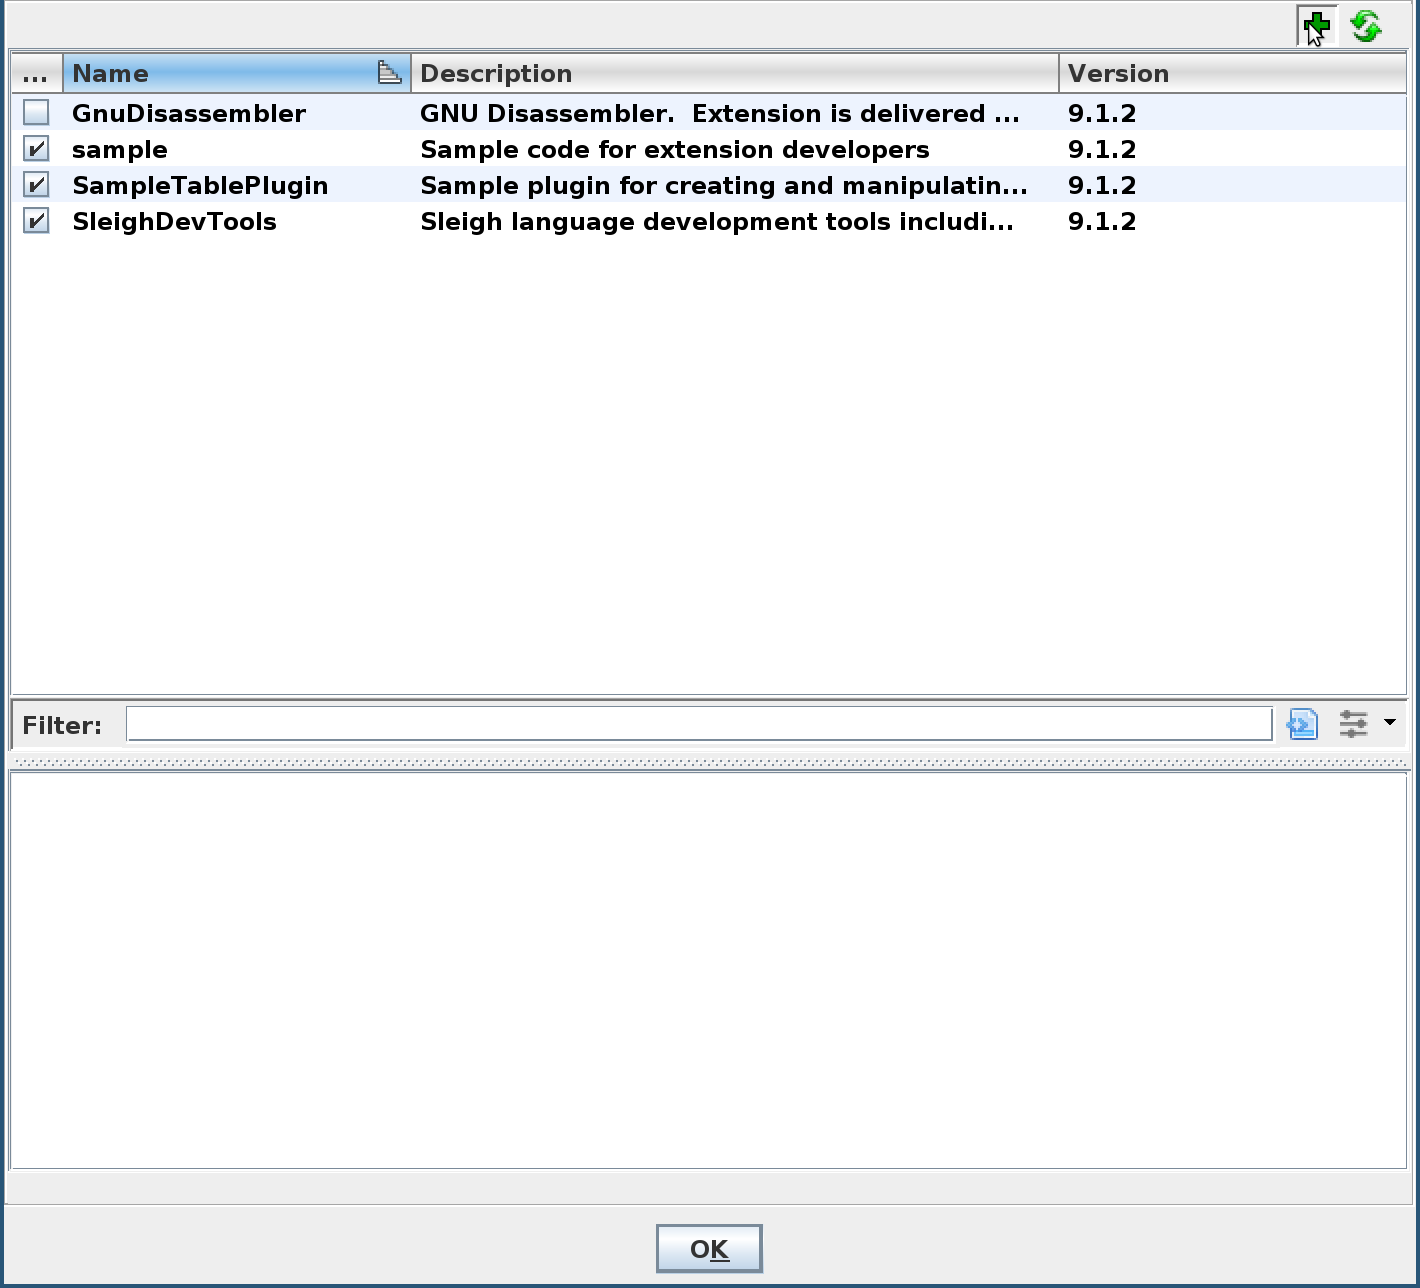 ... Name Description Version
GnuDisassembler GNU Disassembler.  Extension is delivered ... 9.1.2
sample Sample code for extension developers 9.1.2
SampleTablePlugin Sample plugin for creating and manipulatin... 9.1.2
SleighDevTools Sleigh language development tools includi... 9.1.2
Filter:
OK